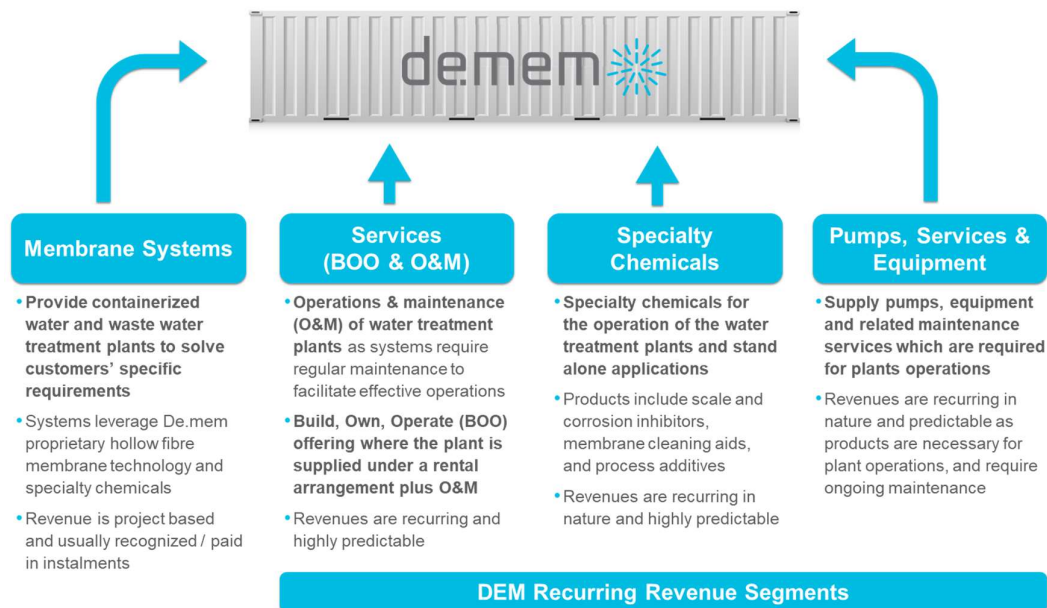 de.mem
Membrane Systems
• Provide containerized
water and waste water
treatment plants to solve
customers’ specific
requirements
• Systems leverage De.mem
proprietary hollow fibre
membrane technology and
specialty chemicals
• Revenue is project based
and usually recognized / paid
in instalments
Services
(BOO & O&M)
• Operations & maintenance
(O&M) of water treatment
plants as systems require
regular maintenance to
facilitate effective operations
• Build, Own, Operate (BOO)
offering where the plant is
supplied under a rental
arrangement plus O&M
• Revenues are recurring and
highly predictable
Specialty
Chemicals
• Specialty chemicals for
the operation of the water
treatment plants and stand
alone applications
• Products include scale and
corrosion inhibitors,
membrane cleaning aids,
and process additives
• Revenues are recurring in
nature and highly predictable
Pumps, Services &
Equipment
• Supply pumps, equipment
and related maintenance
services which are required
for plants operations
• Revenues are recurring in
nature and predictable as
products are necessary for
plant operations, and require
ongoing maintenance
DEM Recurring Revenue Segments